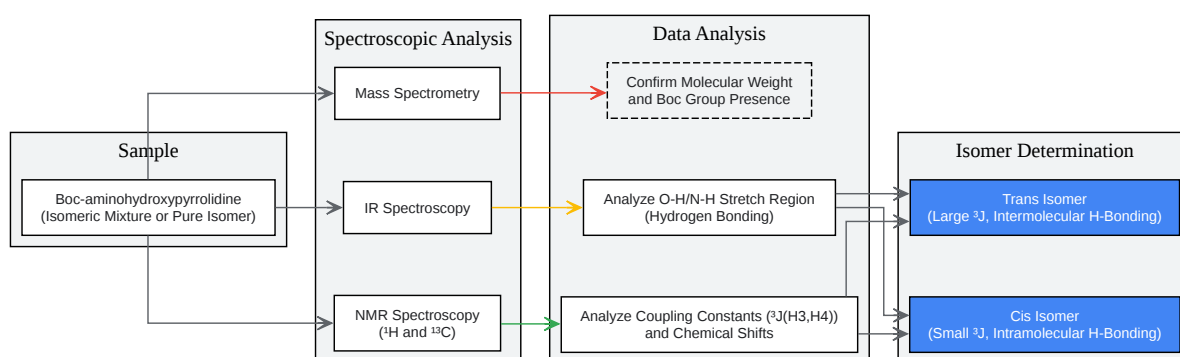 Spectroscopic Analysis
Data Analysis
Mass Spectrometry
Confirm Molecular Weight
and Boc Group Presence
Sample
Isomer Determination
Boc-aminohydroxypyrrolidine
(Isomeric Mixture or Pure Isomer)
IR Spectroscopy
Analyze O-H/N-H Stretch Region
(Hydrogen Bonding)
Trans Isomer
(Large ³J, Intermolecular H-Bonding)
NMR Spectroscopy
(¹H and ¹³C)
Analyze Coupling Constants (³J(H3,H4))
and Chemical Shifts
Cis Isomer
(Small ³J, Intramolecular H-Bonding)